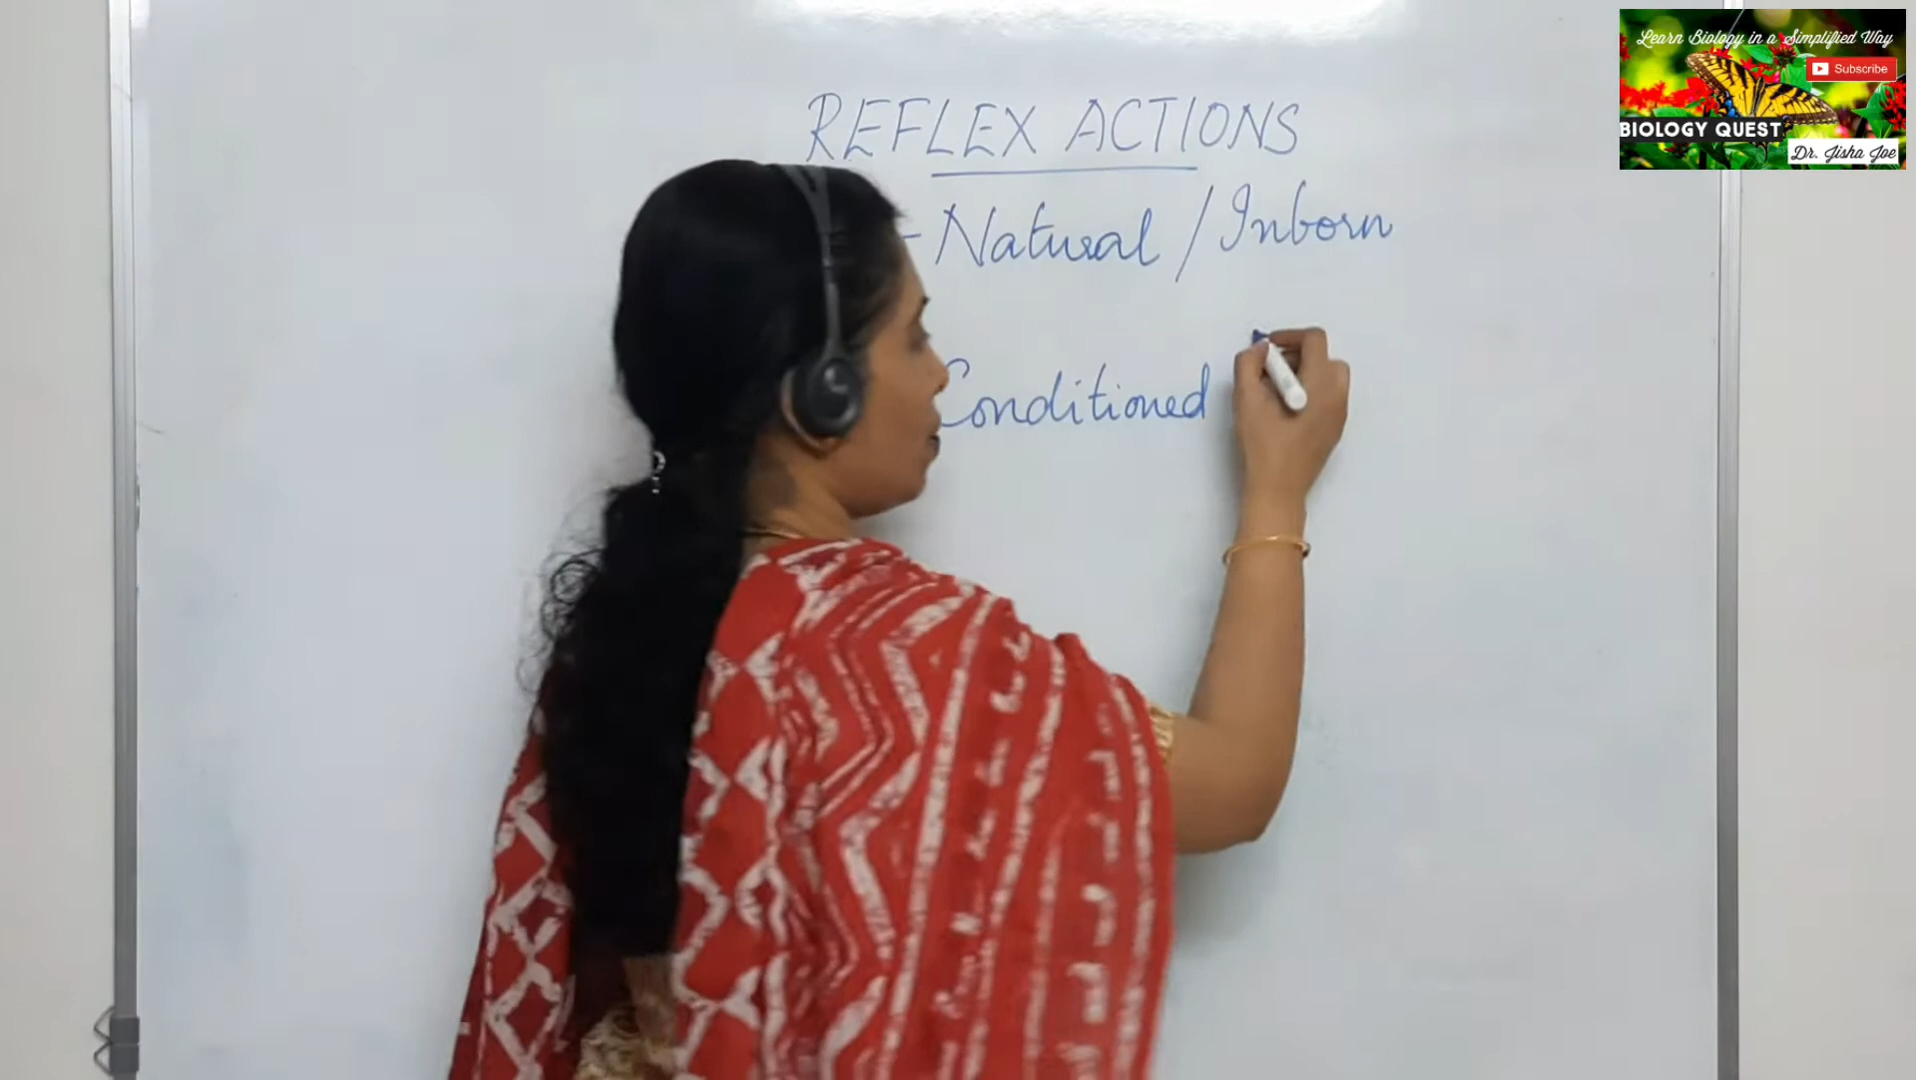 Learn Biology in a Simplified Way
Subscribe
BIOLOGY QUEST
Dr. Jisha Joe
REFLEX ACTIONS
- Natural / Inborn
Conditioned